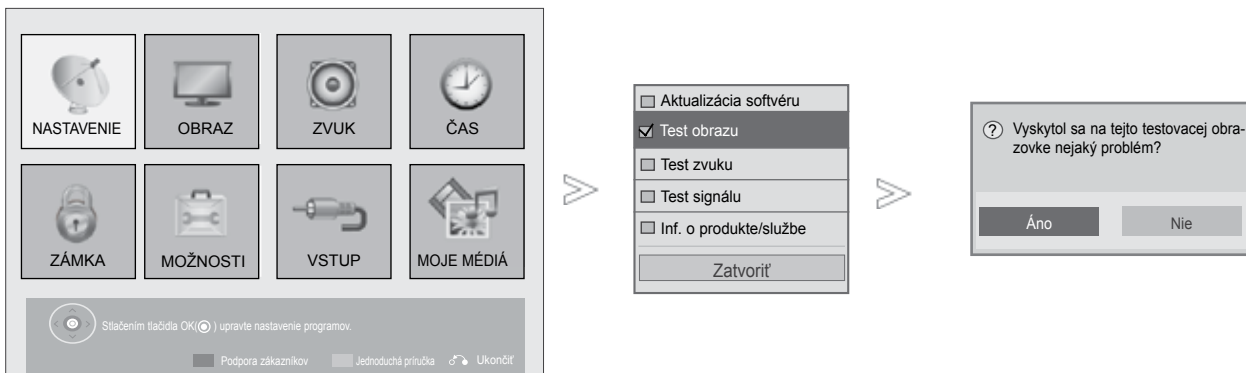 NASTAVENIE
OBRAZ
ZVUK
ČAS
ZÁMKA
MOŽNOSTI
VSTUP
MOJE MÉDIÁ
Stlačením tlačidla OK( ) upravte nastavenie programov.
Podpora zákazníkov
Jednoduchá príručka
Ukončiť
Aktualizácia softvéru
Test obrazu
Test zvuku
Test signálu
Inf. o produkte/službe
Zatvoriť
? Vyskytol sa na tejto testovacej obra-
zovke nejaký problém?
Áno
Nie